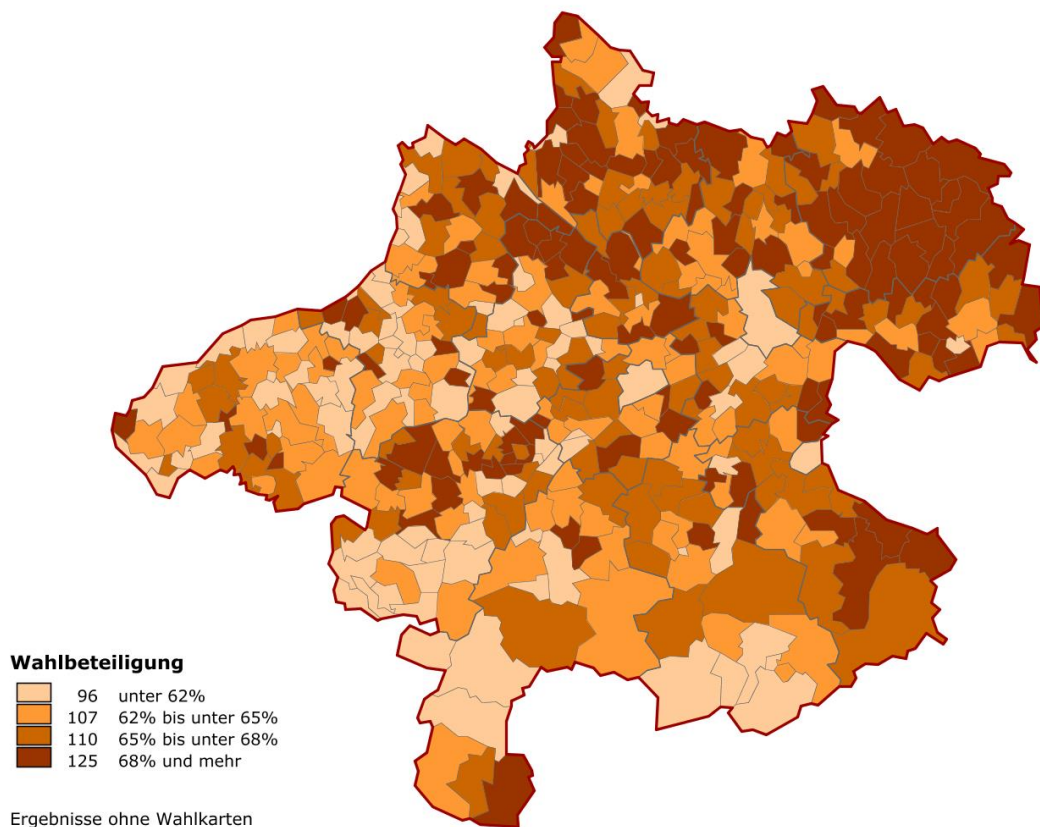 Wahlbeteiligung
96 unter 62%
107 62% bis unter 65%
110 65% bis unter 68%
125 68% und mehr
Ergebnisse ohne Wahlkarten